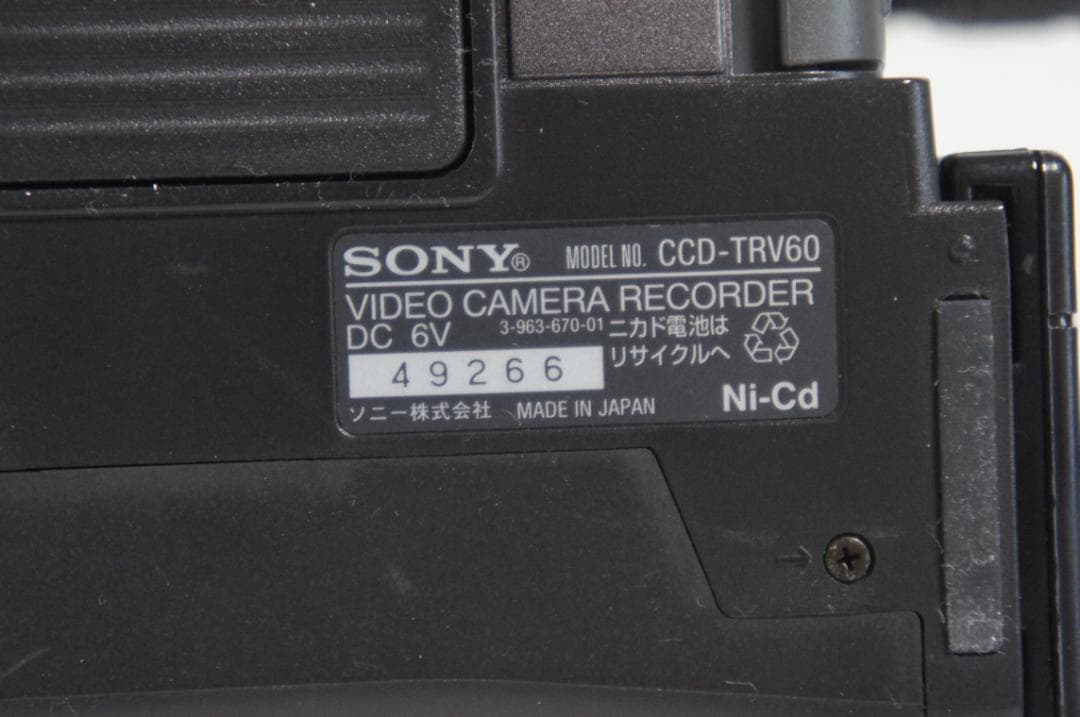 SONY® MODEL NO. CCD-TRV60
VIDEO CAMERA RECORDER
DC 6V 3-963-670-01 ニカド電池は
リサイクルへ
49266
Ni-Cd
ソニー株式会社 MADE IN JAPAN